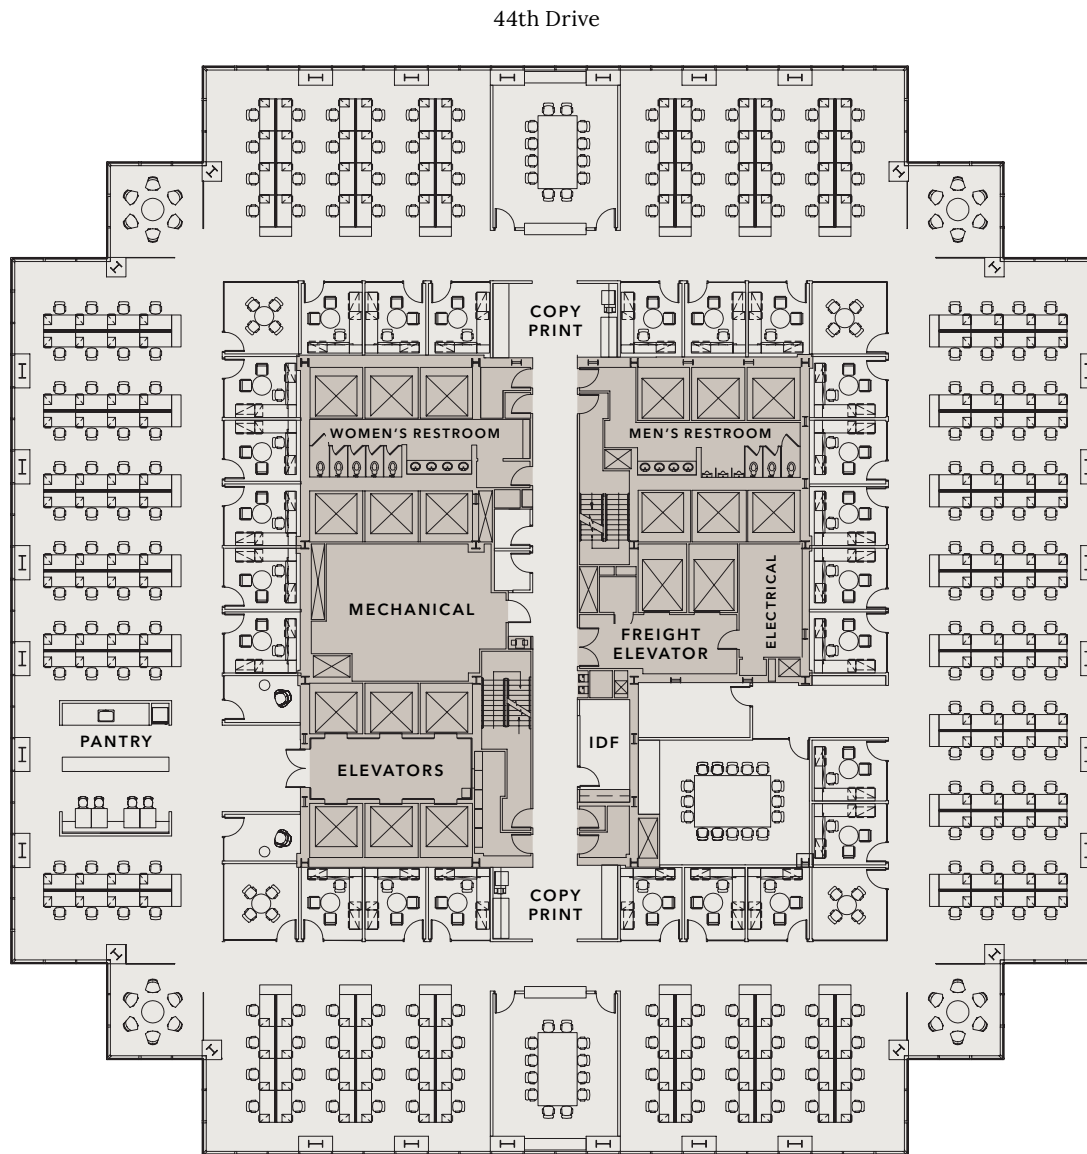 44th Drive
COPY
PRINT
WOMEN'S RESTROOM
MEN'S RESTROOM
MECHANICAL
ELECTRICAL
FREIGHT
ELEVATOR
PANTRY
IDF
ELEVATORS
COPY
PRINT